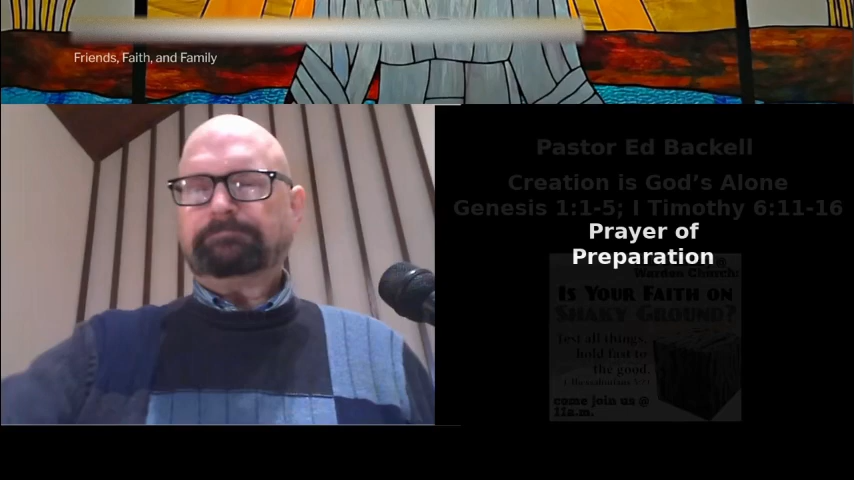 Friends, Faith, and Family
Pastor Ed Backell
Creation is God's Alone
Genesis 1:1-5; I Timothy 6:11-16
Prayer of
Preparation
Warden Church:
Is Your Faith on
Shaky Ground?
Test all things,
hold fast to
the good.
come join us @
11a.m.